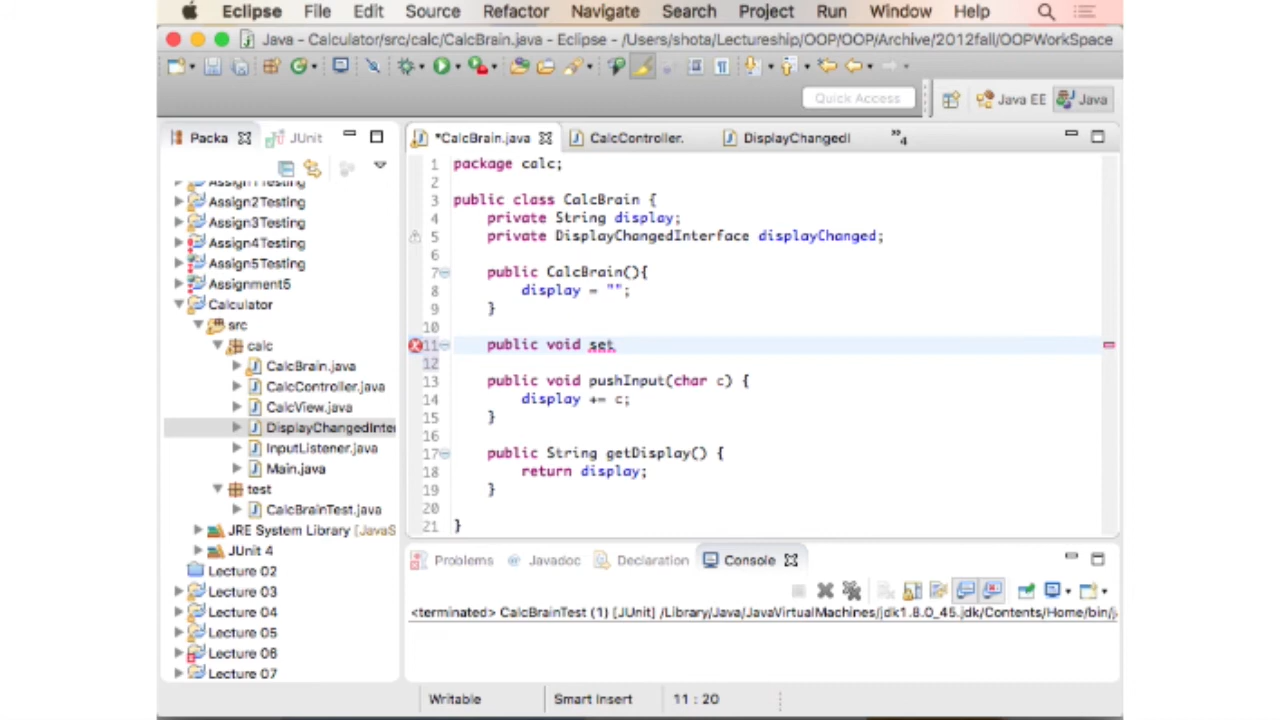 Eclipse File Edit Source Refactor Navigate Search Project Run Window Help
Java - Calculator/src/calc/CalcBrain.java - Eclipse - /Users/shota/Lectureship/OOP/OOP/Archive/2012fall/OOPWorkSpace
Quick Access
Java EE
Java
Packa
JUnit
*CalcBrain.java
CalcController.
DisplayChangedI
»4
Assign1Testing
Assign2Testing
Assign3Testing
Assign4Testing
Assign5Testing
Assignment5
Calculator
src
calc
CalcBrain.java
CalcController.java
CalcView.java
DisplayChangedInter
InputListener.java
Main.java
test
CalcBrainTest.java
JRE System Library [JavaS
JUnit 4
Lecture 02
Lecture 03
Lecture 04
Lecture 05
Lecture 06
Lecture 07
1 package calc;
2
3 public class CalcBrain {
4 private String display;
5 private DisplayChangedInterface displayChanged;
6
7 public CalcBrain(){
8 display = "";
9 }
10
11 public void set
12
13 public void pushInput(char c) {
14 display += c;
15 }
16
17 public String getDisplay() {
18 return display;
19 }
20
21 }
Problems
Javadoc
Declaration
Console
<terminated> CalcBrainTest (1) [JUnit] /Library/Java/JavaVirtualMachines/jdk1.8.0_45.jdk/Contents/Home/bin/j
Writable
Smart Insert
11 : 20